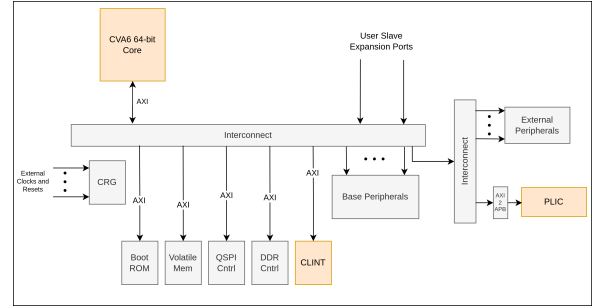 CVA6 64-bit
Core
User Slave
Expansion Ports
AXI
Interconnect
External
Peripherals
Interconnect
External
Clocks and
Resets
CRG
Base Peripherals
AXI
2
APB
PLIC
AXI
AXI
AXI
AXI
AXI
Boot
ROM
Volatile
Mem
QSPI
Cntrl
DDR
Cntrl
CLINT